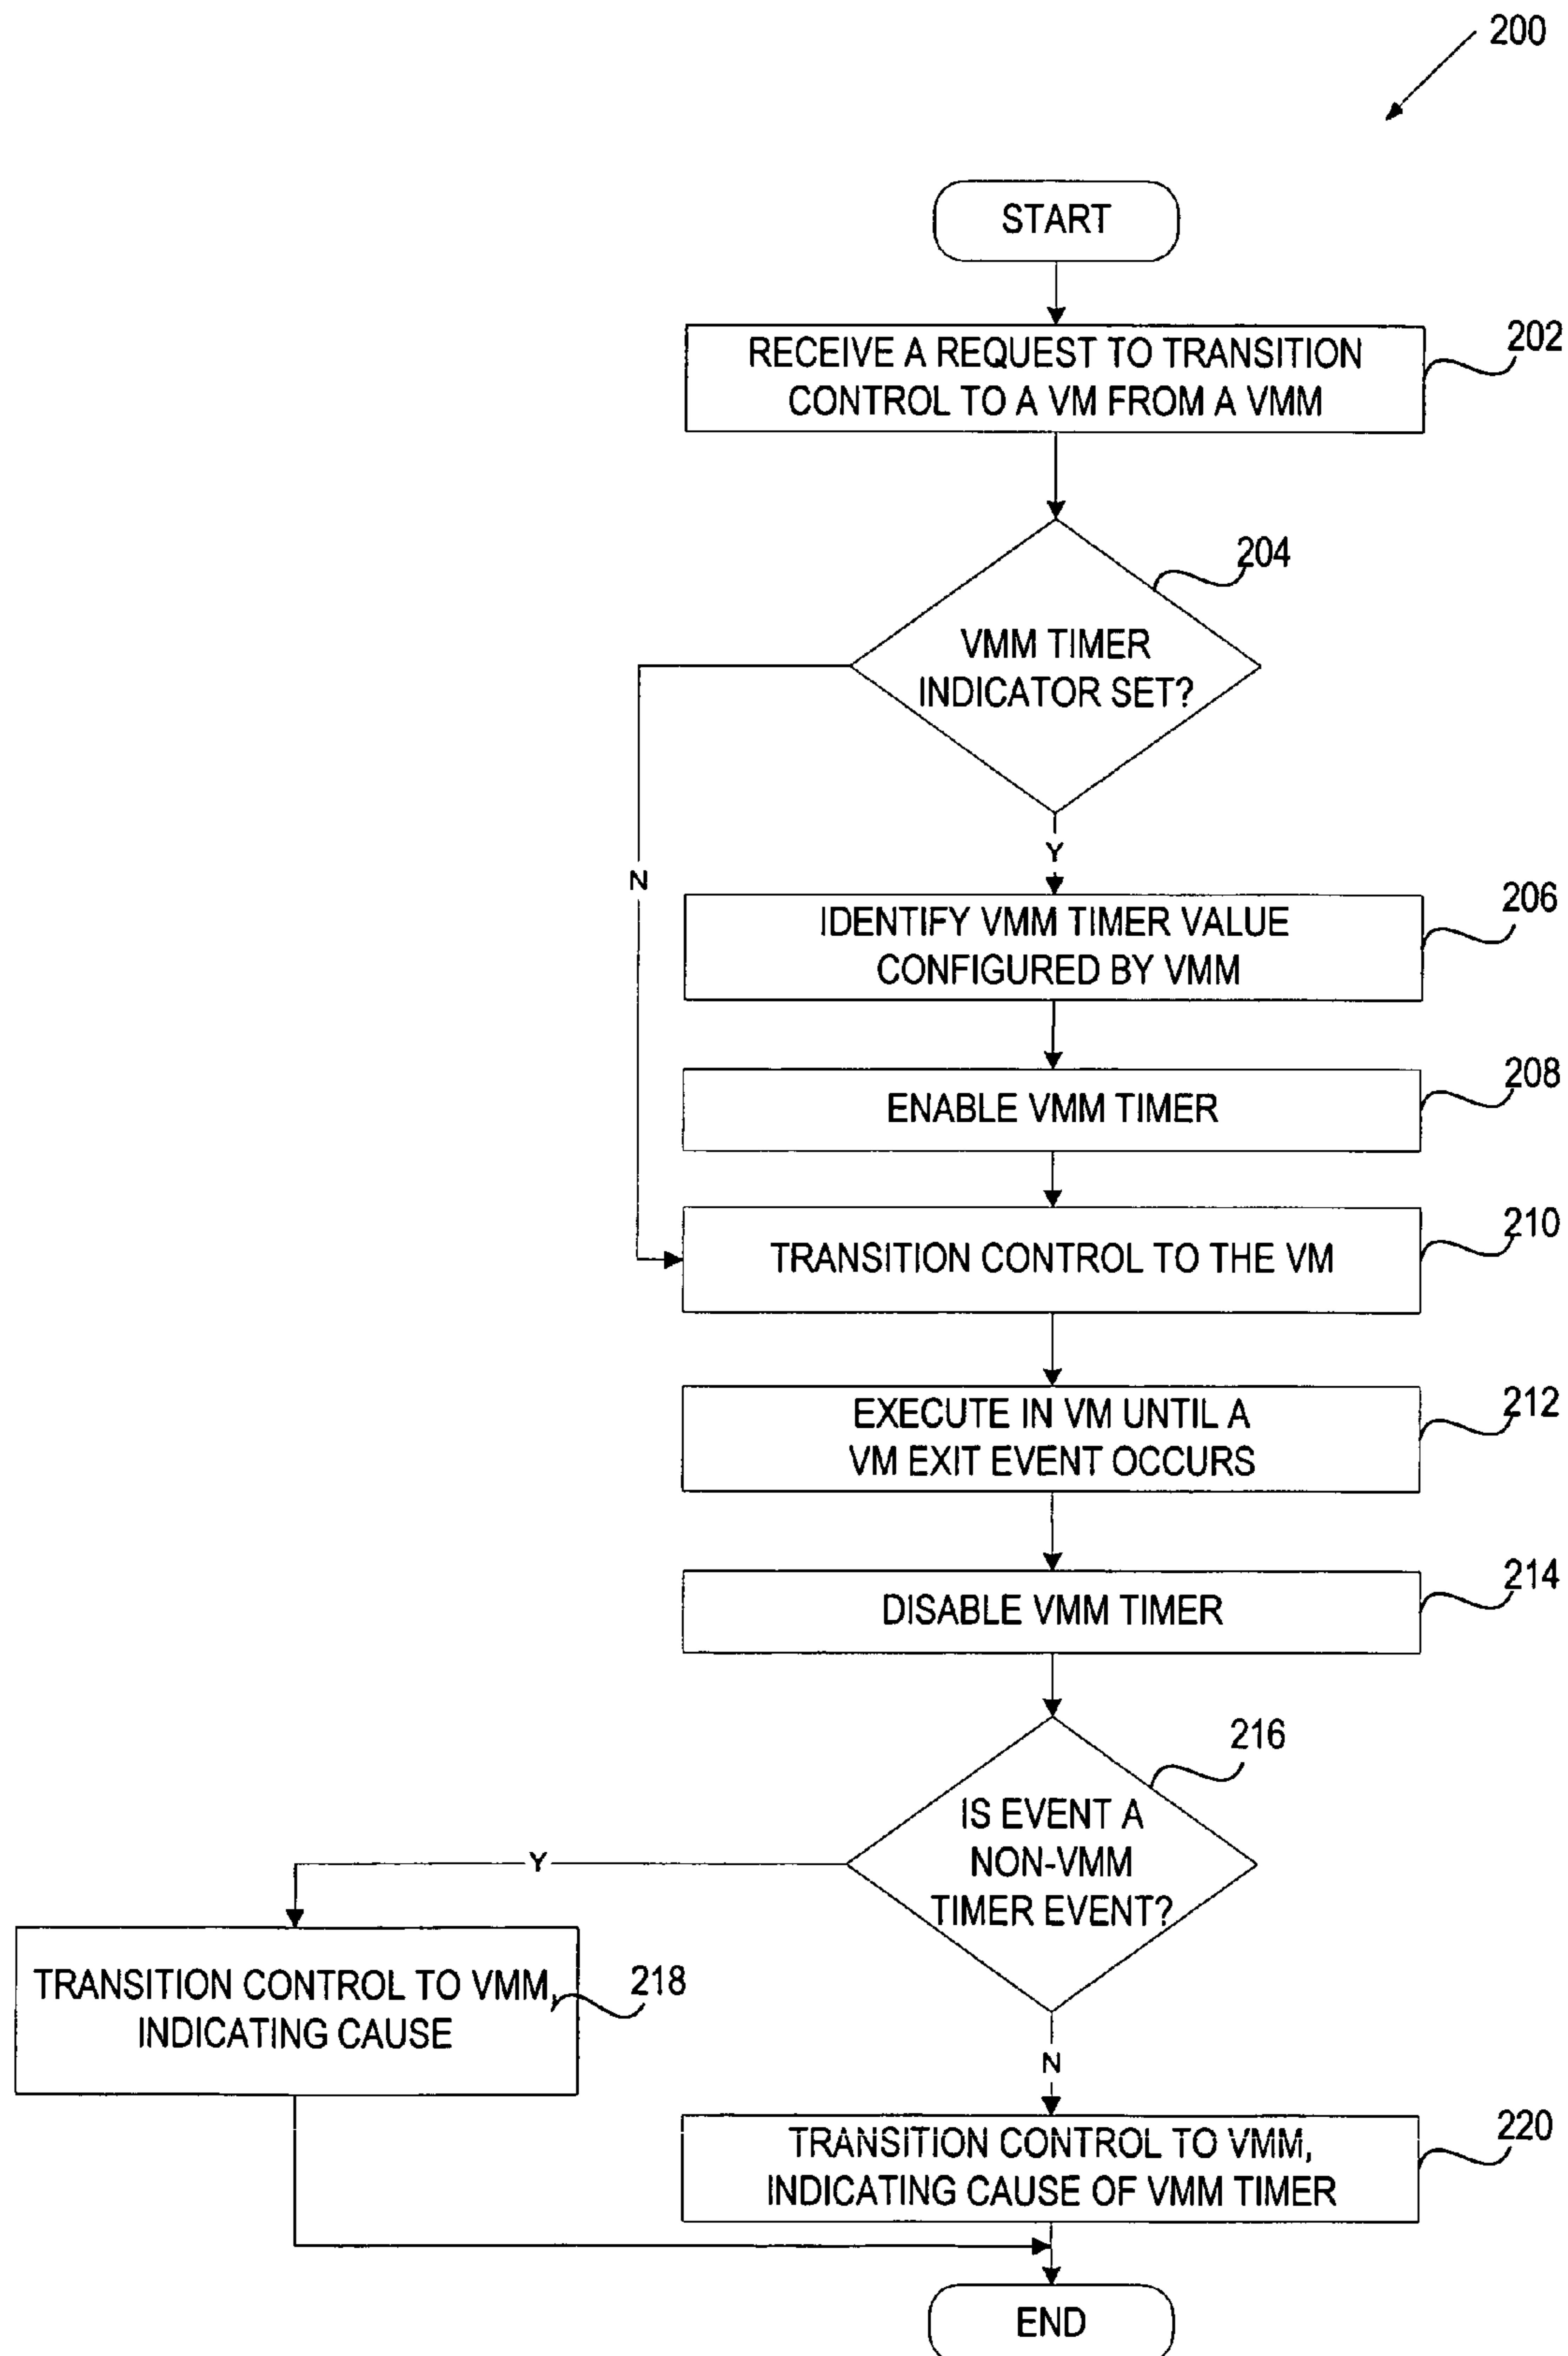 200
START
RECEIVE A REQUEST TO TRANSITION
CONTROL TO A VM FROM A VMM
202
204
VMM TIMER
INDICATOR SET?
Y
N
IDENTIFY VMM TIMER VALUE
CONFIGURED BY VMM
206
ENABLE VMM TIMER
208
TRANSITION CONTROL TO THE VM
210
EXECUTE IN VM UNTIL A
VM EXIT EVENT OCCURS
212
DISABLE VMM TIMER
214
216
IS EVENT A
NON-VMM
TIMER EVENT?
Y
TRANSITION CONTROL TO VMM,
INDICATING CAUSE
218
N
TRANSITION CONTROL TO VMM,
INDICATING CAUSE OF VMM TIMER
220
END